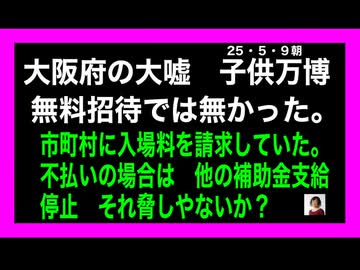 ２５・５・９朝
大阪府の大嘘　子供万博
無料招待では無かった。
市町村に入場料を請求していた。
不払いの場合は　他の補助金支給
停止　それ脅しやないか？